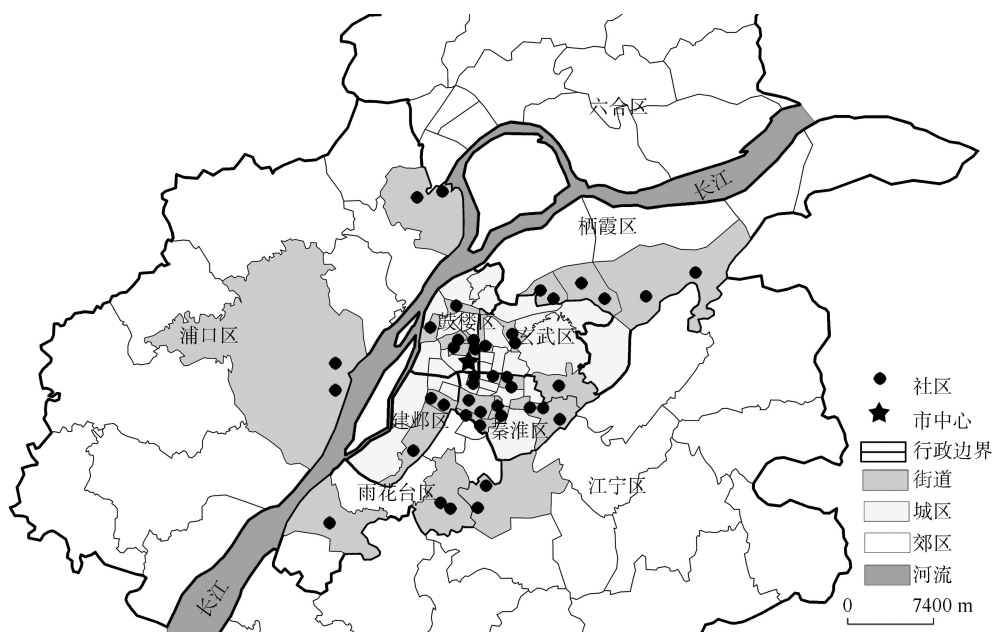 六合区
长江
栖霞区
浦口区
鼓楼区
玄武区
建邺区
秦淮区
雨花台区
江宁区
长江
社区
市中心
行政边界
街道
城区
郊区
河流
0 7400 m